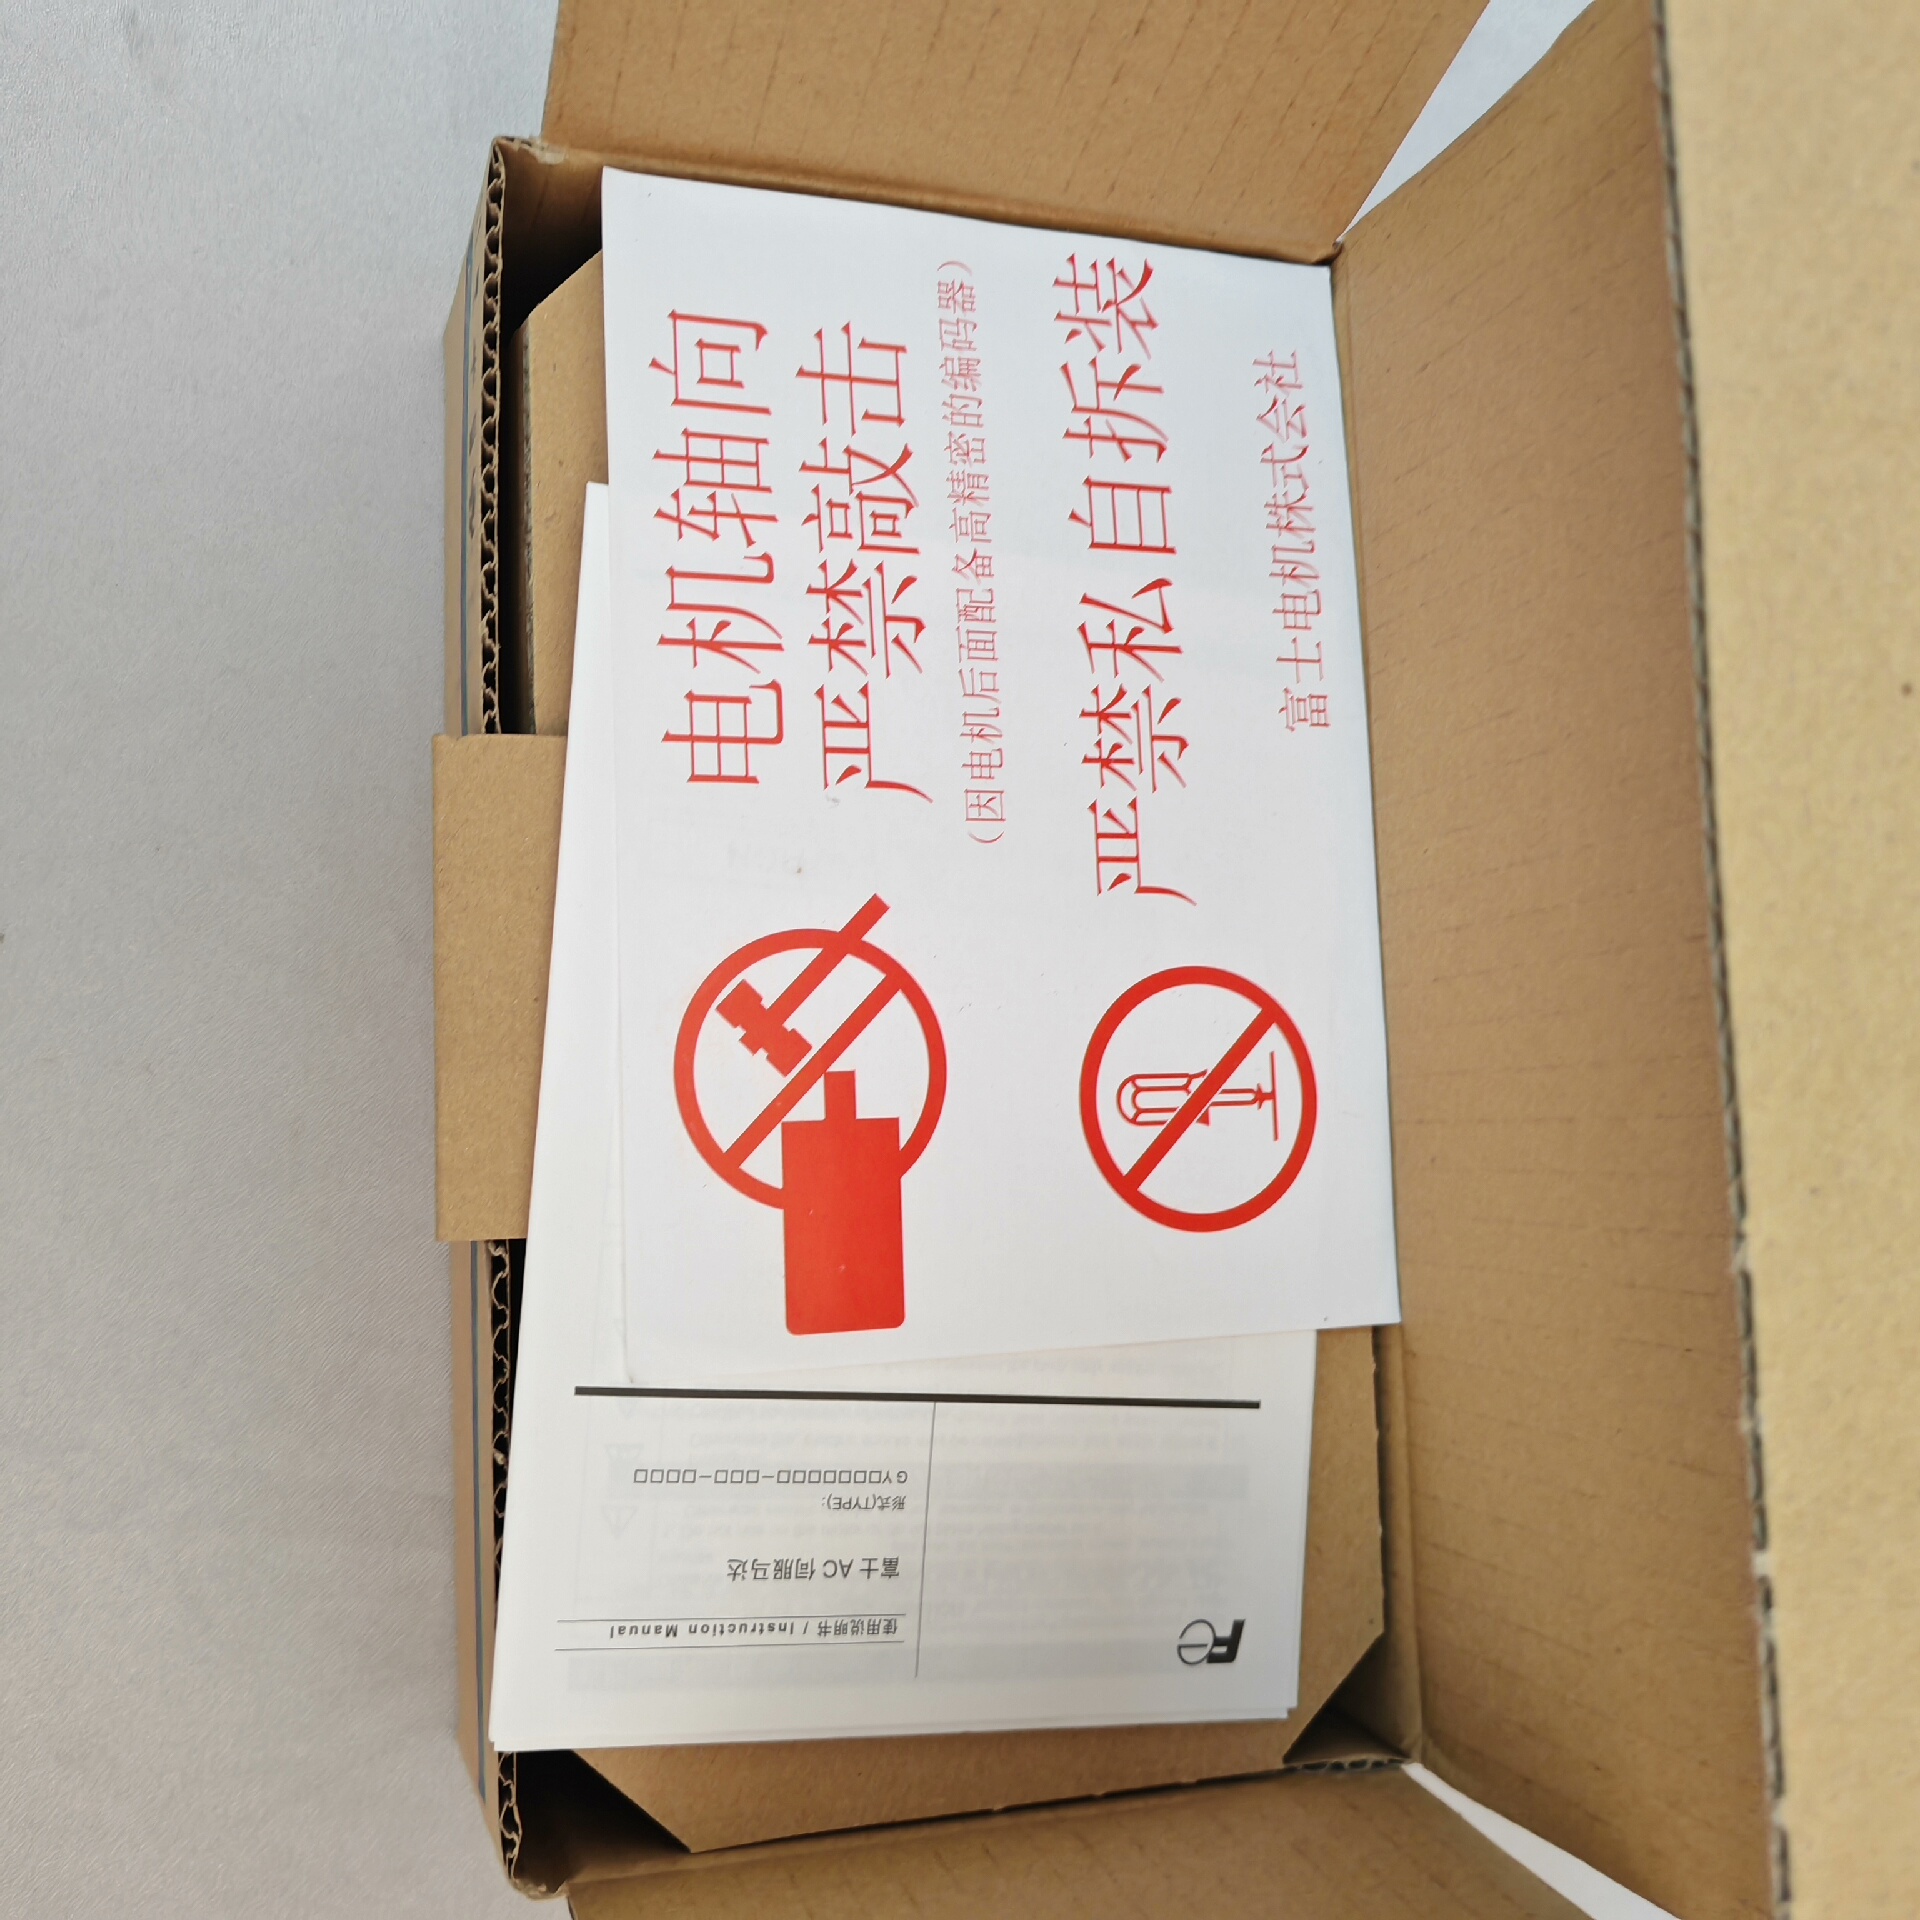 电机轴向
严禁敲击
（因电机后面配备高精密的编码器）
严禁私自拆装
富士电机株式会社
Fe
使用说明书 / Instruction Manual
富士 AC 伺服马达
形式(TYPE):
GY□□□□□□□-□□□-□□□□